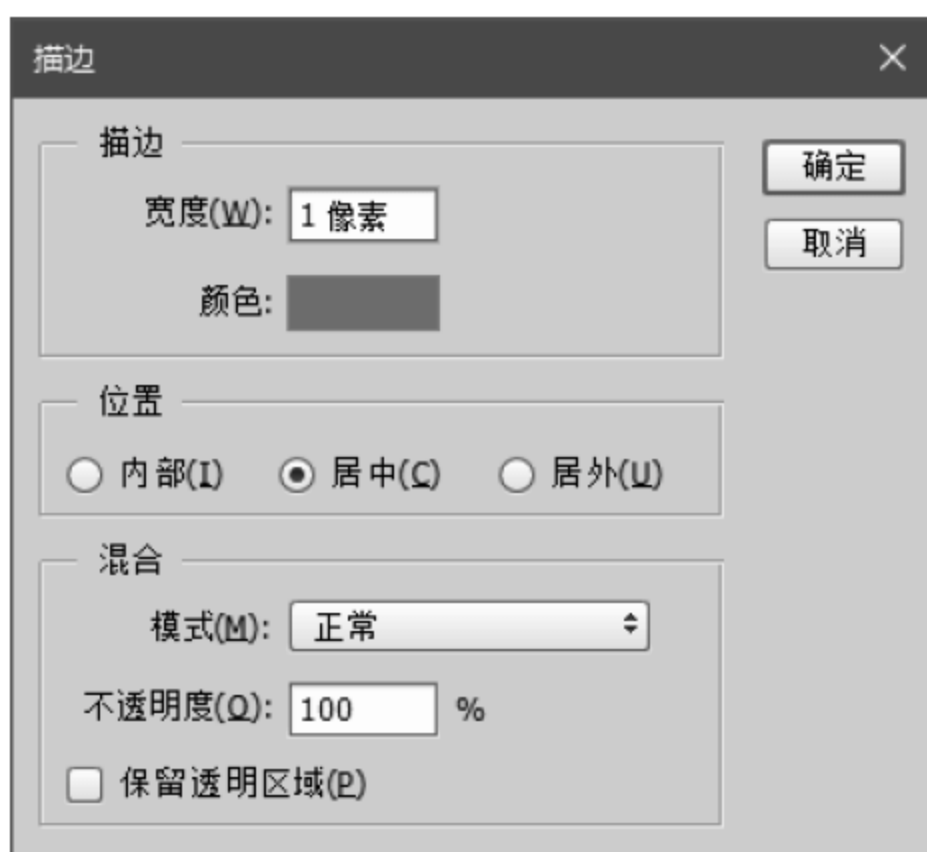 描边
描边
确定
宽度(W): 1 像素
取消
颜色:
位置
内部(I) 居中(C) 居外(U)
混合
模式(M): 正常
不透明度(O): 100 %
保留透明区域(P)